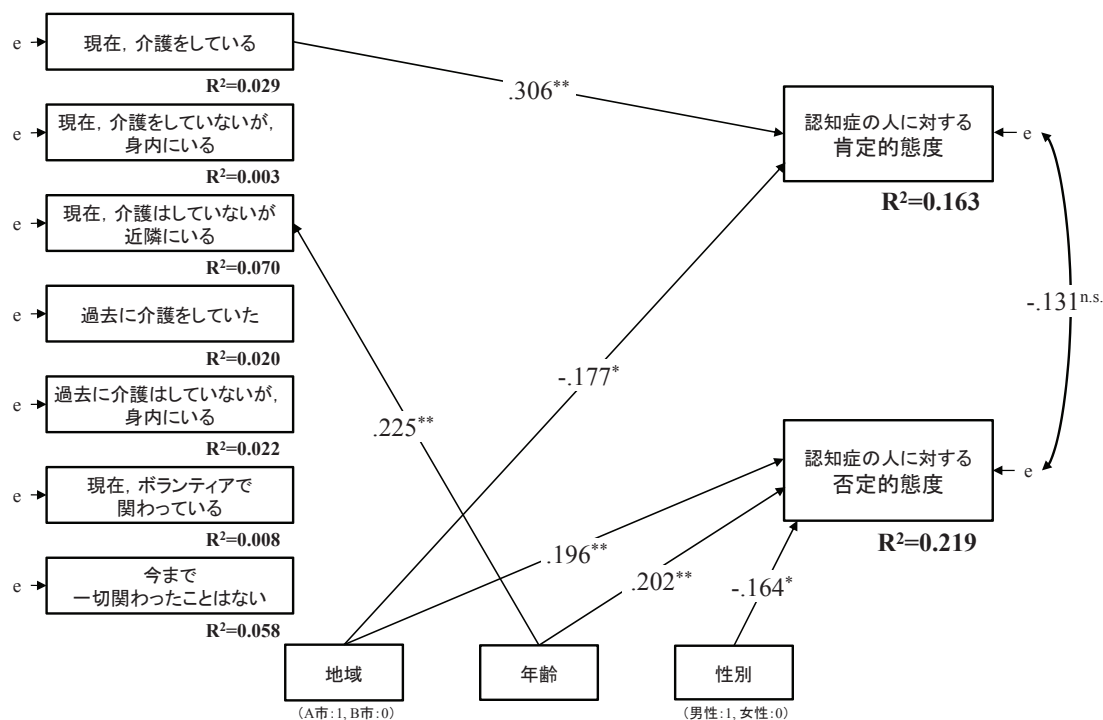 e
現在，介護をしている
R²=0.029
e
現在，介護をしていないが，
身内にいる
R²=0.003
e
現在，介護はしていないが
近隣にいる
R²=0.070
e
過去に介護をしていた
R²=0.020
e
過去に介護はしていないが，
身内にいる
R²=0.022
e
現在，ボランティアで
関わっている
R²=0.008
e
今まで
一切関わったことはない
R²=0.058
.306**
認知症の人に対する
肯定的態度
e
R²=0.163
-.131n.s.
-.177*
.225**
認知症の人に対する
否定的態度
e
R²=0.219
.196**
.202**
-.164*
地域
（A市：1，B市：0）
年齢
性別
（男性：1，女性：0）